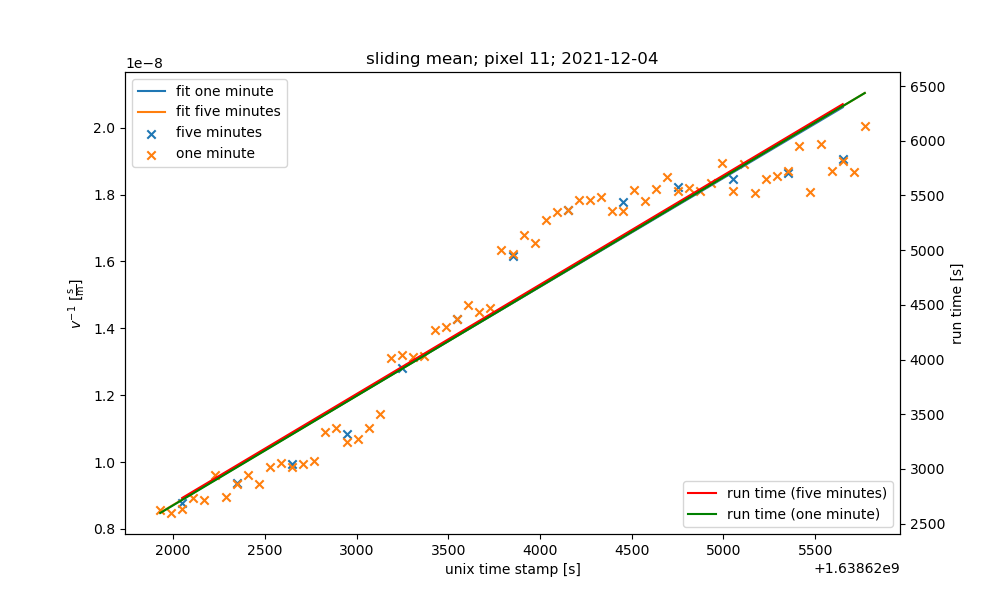 sliding mean; pixel 11; 2021-12-04
1e−8
fit one minute
fit five minutes
five minutes
one minute
2.0
1.8
1.6
1.4
1.2
1.0
0.8
v⁻¹ [s/m]
6500
6000
5500
5000
4500
4000
3500
3000
2500
run time [s]
run time (five minutes)
run time (one minute)
2000 2500 3000 3500 4000 4500 5000 5500
unix time stamp [s]
+1.63862e9